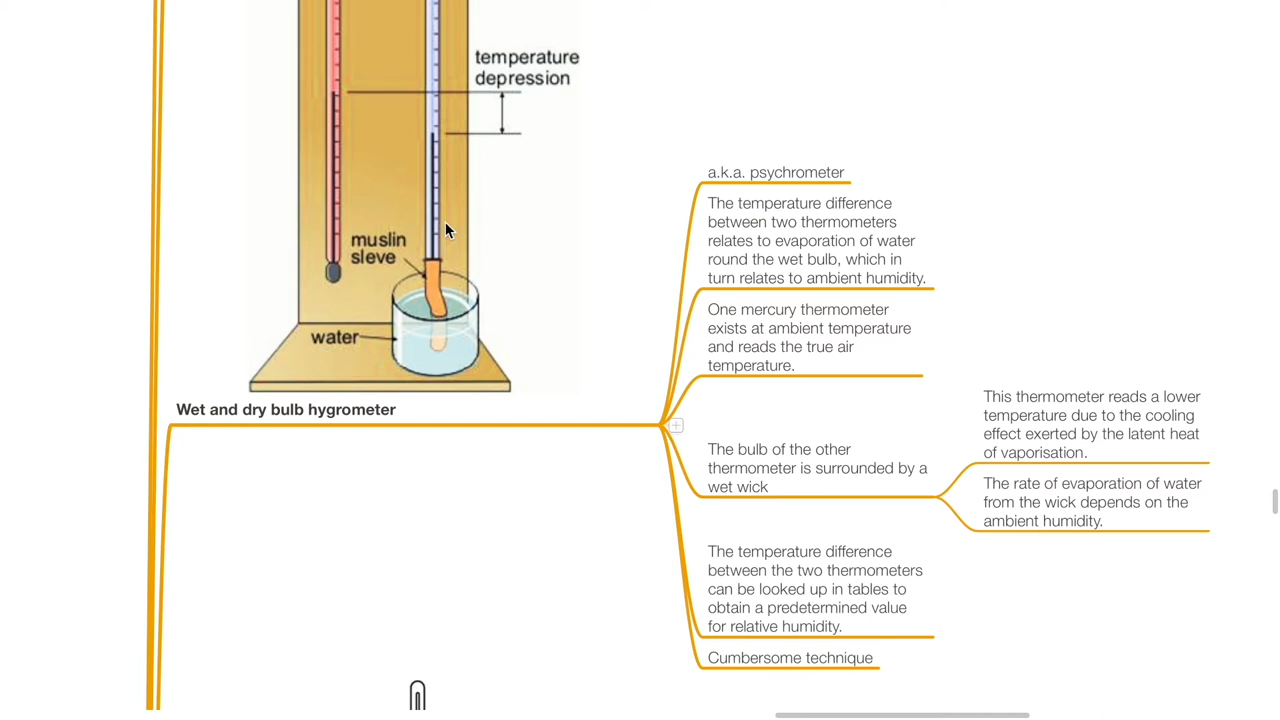 temperature
depression
muslin
sleve
water
Wet and dry bulb hygrometer
a.k.a. psychrometer
The temperature difference
between two thermometers
relates to evaporation of water
round the wet bulb, which in
turn relates to ambient humidity.
One mercury thermometer
exists at ambient temperature
and reads the true air
temperature.
The bulb of the other
thermometer is surrounded by a
wet wick
This thermometer reads a lower
temperature due to the cooling
effect exerted by the latent heat
of vaporisation.
The rate of evaporation of water
from the wick depends on the
ambient humidity.
The temperature difference
between the two thermometers
can be looked up in tables to
obtain a predetermined value
for relative humidity.
Cumbersome technique